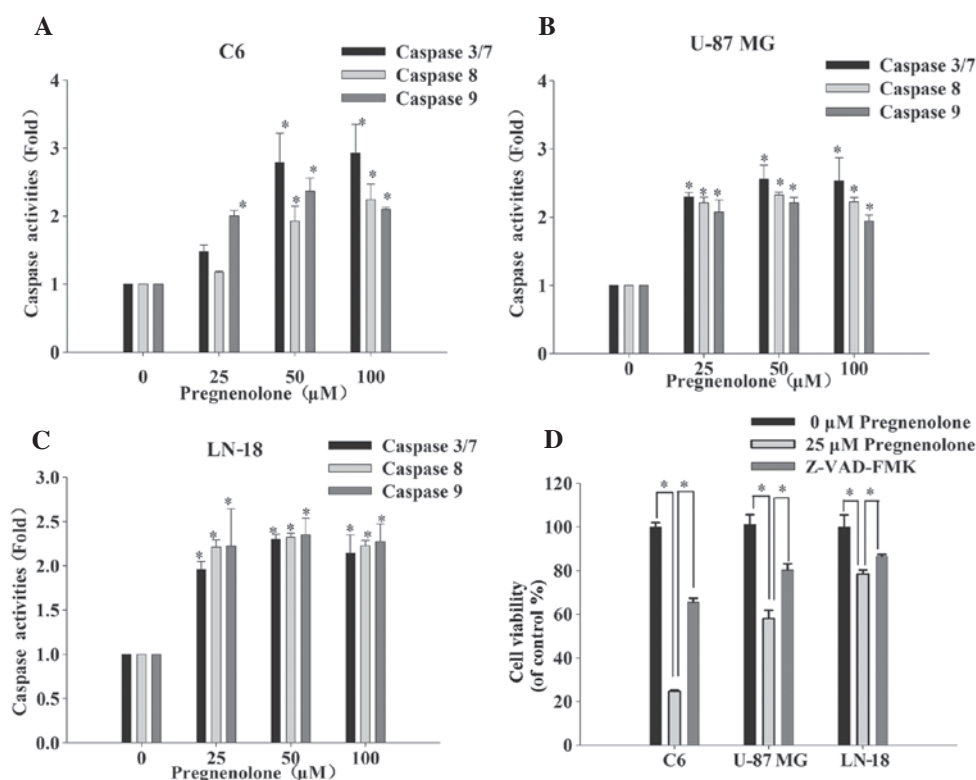 A
C6
Caspase 3/7
Caspase 8
Caspase 9
Caspase activities (Fold)
4
3
2
1
0
* * * * * * *
0 25 50 100
Pregnenolone (μM)
B
U-87 MG
Caspase 3/7
Caspase 8
Caspase 9
Caspase activities (Fold)
4
3
2
1
0
* * * * * * * * *
0 25 50 100
Pregnenolone (μM)
C
LN-18
Caspase 3/7
Caspase 8
Caspase 9
Caspase activities (Fold)
3.0
2.5
2.0
1.5
1.0
0.5
0.0
* * * * * * * * *
0 25 50 100
Pregnenolone (μM)
D
0 μM Pregnenolone
25 μM Pregnenolone
Z-VAD-FMK
Cell viability
(of control %)
120
100
80
60
40
20
0
* * * * * *
C6 U-87 MG LN-18